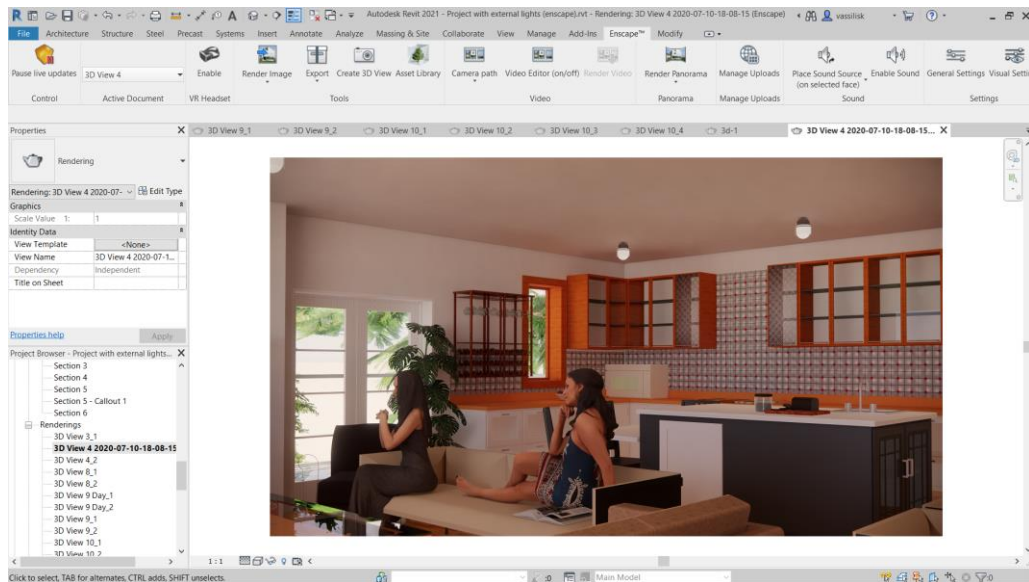 Autodesk Revit 2021 - Project with external lights (enscape).rvt - Rendering: 3D View 4 2020-07-10-18-08-15 (Enscape)
vassilisk
File Architecture Structure Steel Precast Systems Insert Annotate Analyze Massing & Site Collaborate View Manage Add-Ins Enscape™ Modify
Pause live updates
3D View 4
Enable
Render Image
Export
Create 3D View
Asset Library
Camera path
Video Editor (on/off)
Render Video
Render Panorama
Manage Uploads
Place Sound Source
(on selected face)
Enable Sound
General Settings
Visual Setti
Control
Active Document
VR Headset
Tools
Video
Panorama
Manage Uploads
Sound
Settings
Properties
3D View 9_1
3D View 9_2
3D View 10_1
3D View 10_2
3D View 10_3
3D View 10_4
3d-1
3D View 4 2020-07-10-18-08-15...
Rendering
Rendering: 3D View 4 2020-07-
Edit Type
Graphics
Scale Value 1: 1
Identity Data
View Template <None>
View Name 3D View 4 2020-07-1...
Dependency Independent
Title on Sheet
Properties help
Apply
Project Browser - Project with external lights...
Section 3
Section 4
Section 5
Section 5 - Callout 1
Section 6
Renderings
3D View 3_1
3D View 4 2020-07-10-18-08-15
3D View 4_2
3D View 8_1
3D View 8_2
3D View 9 Day_1
3D View 9 Day_2
3D View 9_1
3D View 9_2
3D View 10_1
3D View 10_2
1:1
Click to select, TAB for alternates, CTRL adds, SHIFT unselects.
:0
Main Model